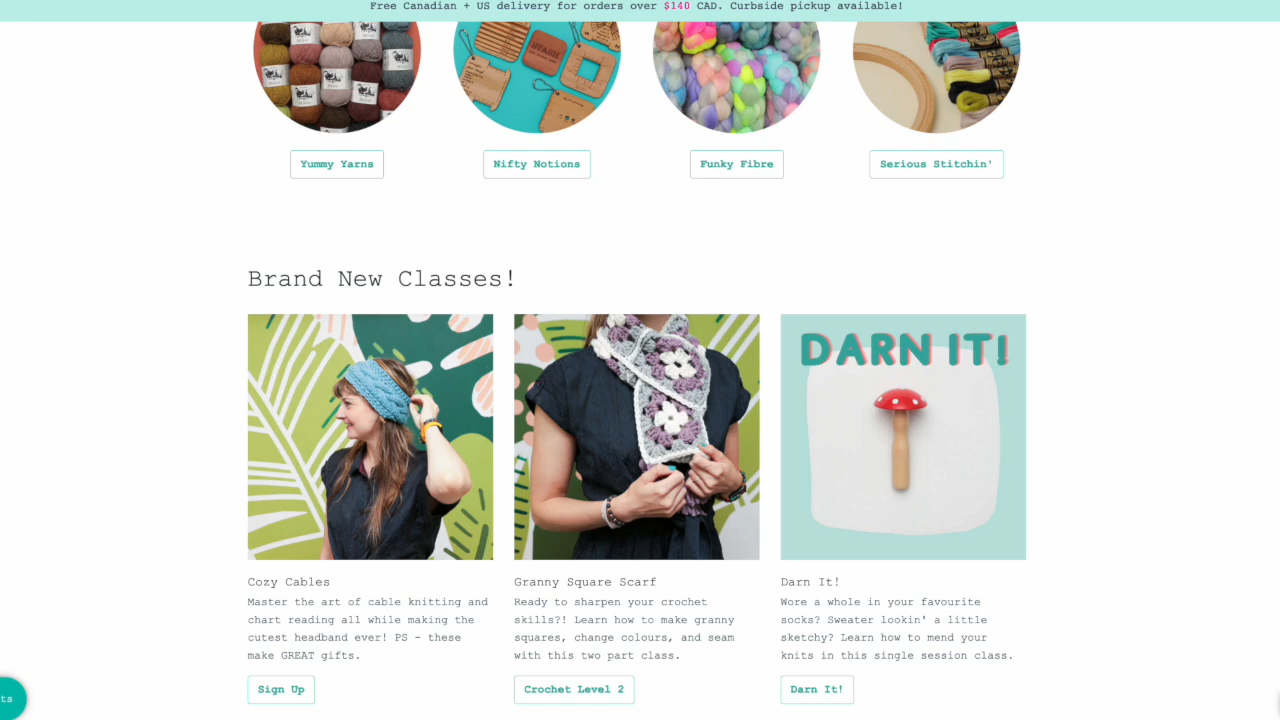 Free Canadian + US delivery for orders over $140 CAD. Curbside pickup available!
Yummy Yarns
Nifty Notions
Funky Fibre
Serious Stitchin'
Brand New Classes!
DARN IT!
Cozy Cables
Master the art of cable knitting and
chart reading all while making the
cutest headband ever! PS - these
make GREAT gifts.
Sign Up
Granny Square Scarf
Ready to sharpen your crochet
skills?! Learn how to make granny
squares, change colours, and seam
with this two part class.
Crochet Level 2
Darn It!
Wore a whole in your favourite
socks? Sweater lookin' a little
sketchy? Learn how to mend your
knits in this single session class.
Darn It!
ts